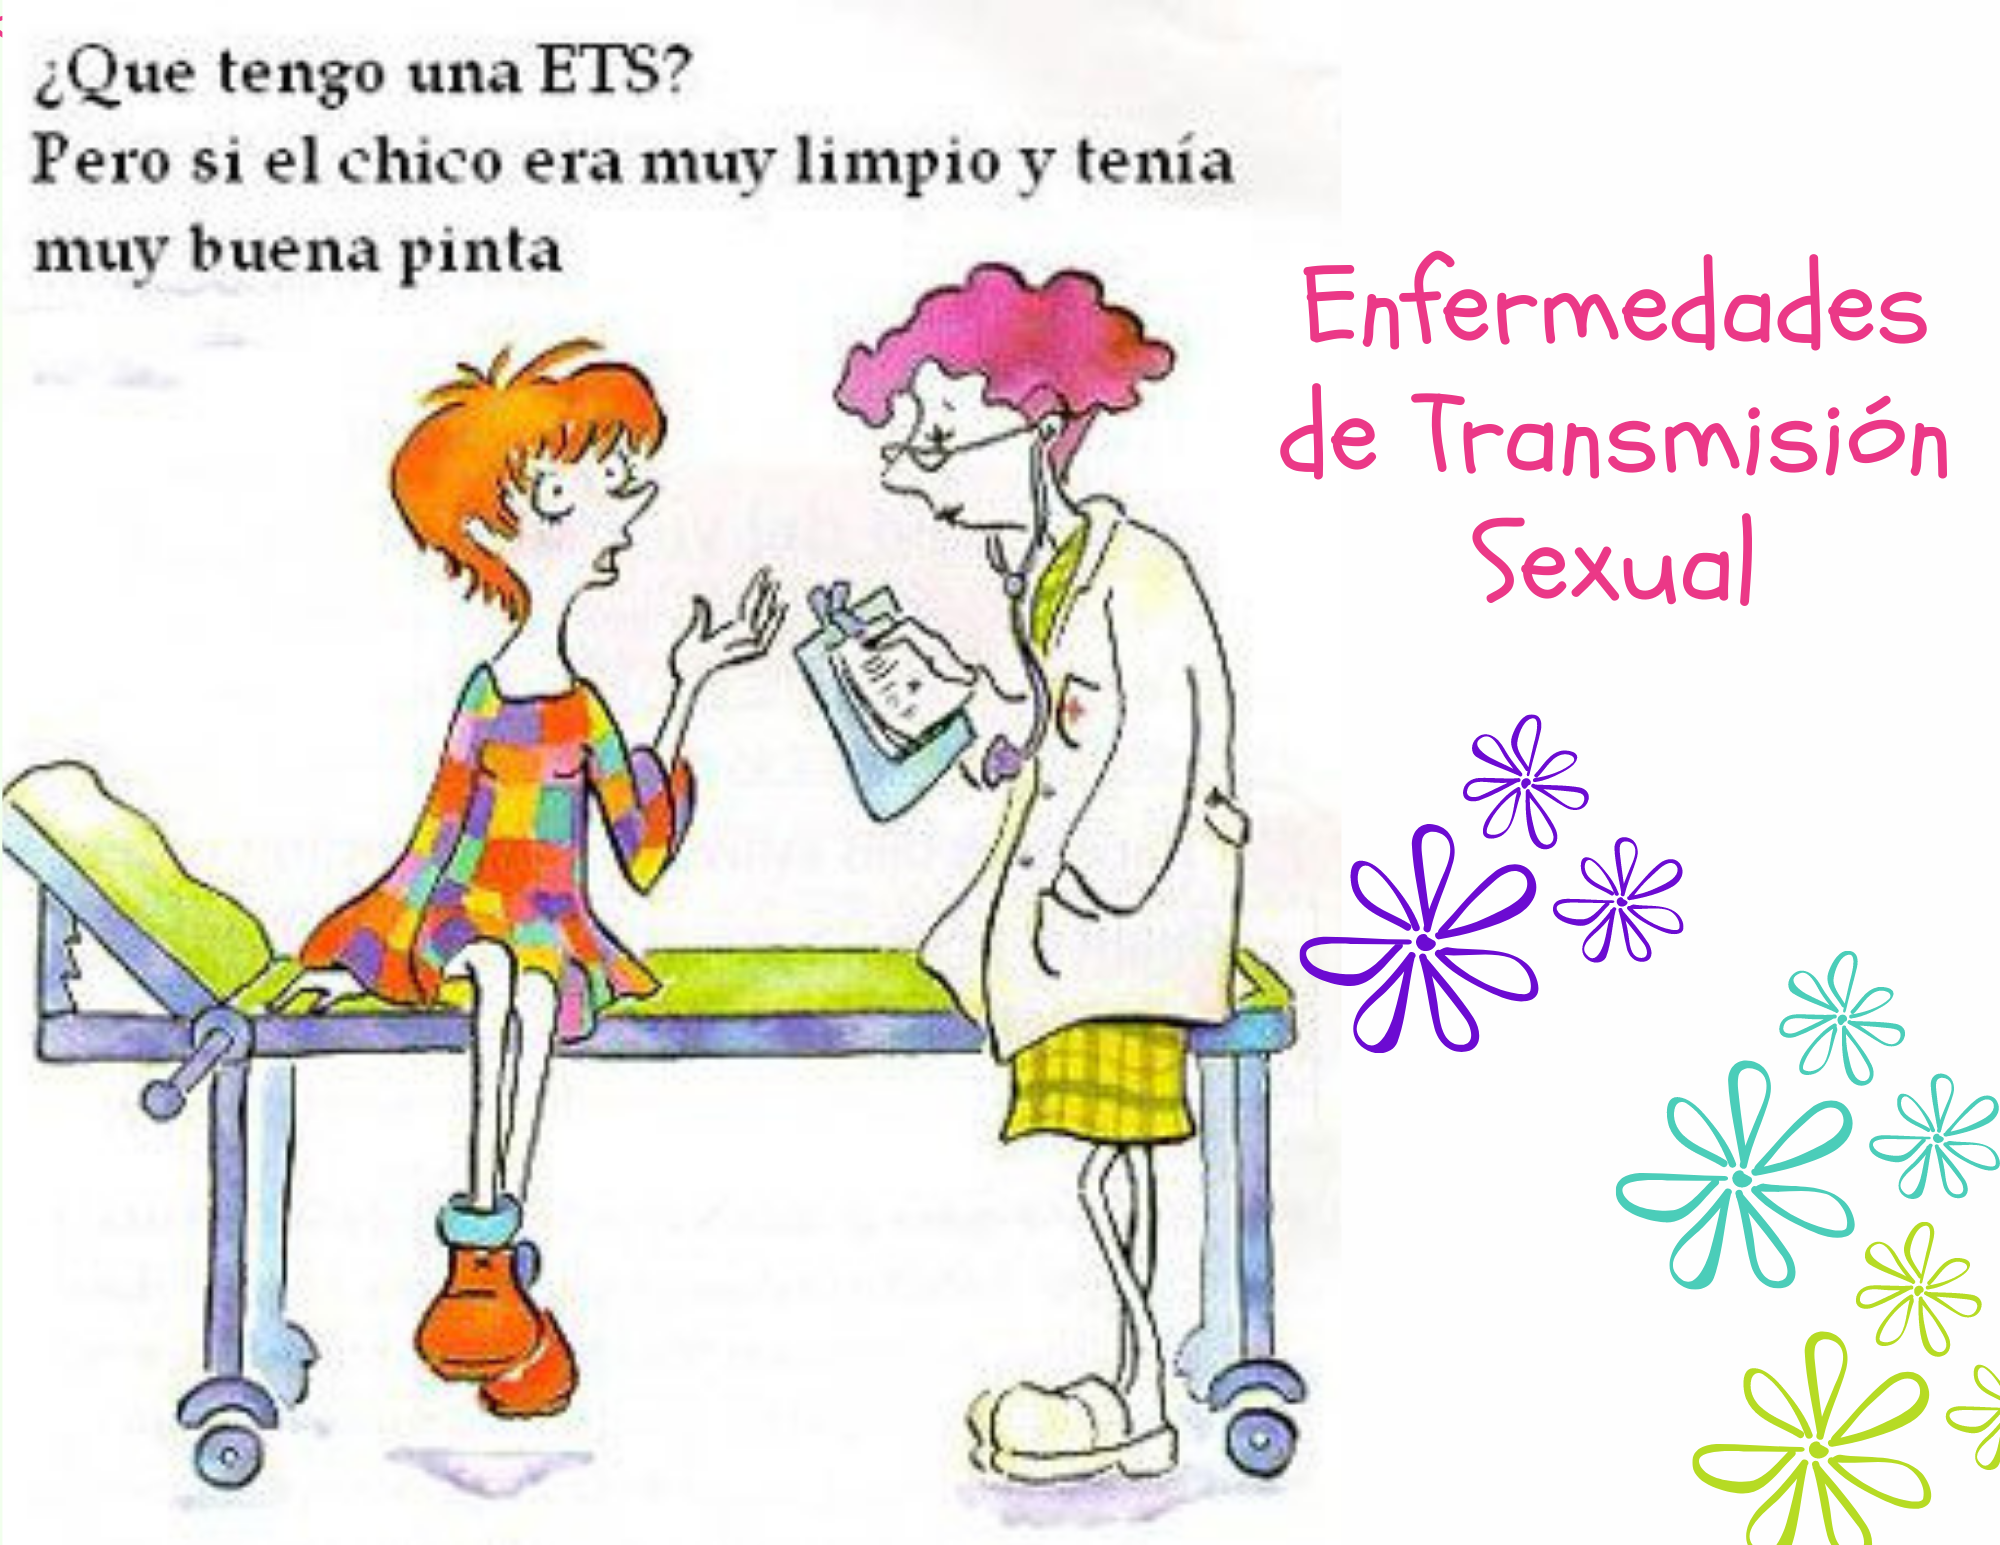 ¿Que tengo una ETS?
Pero si el chico era muy limpio y tenía
muy buena pinta
Enfermedades
de Transmisión
Sexual